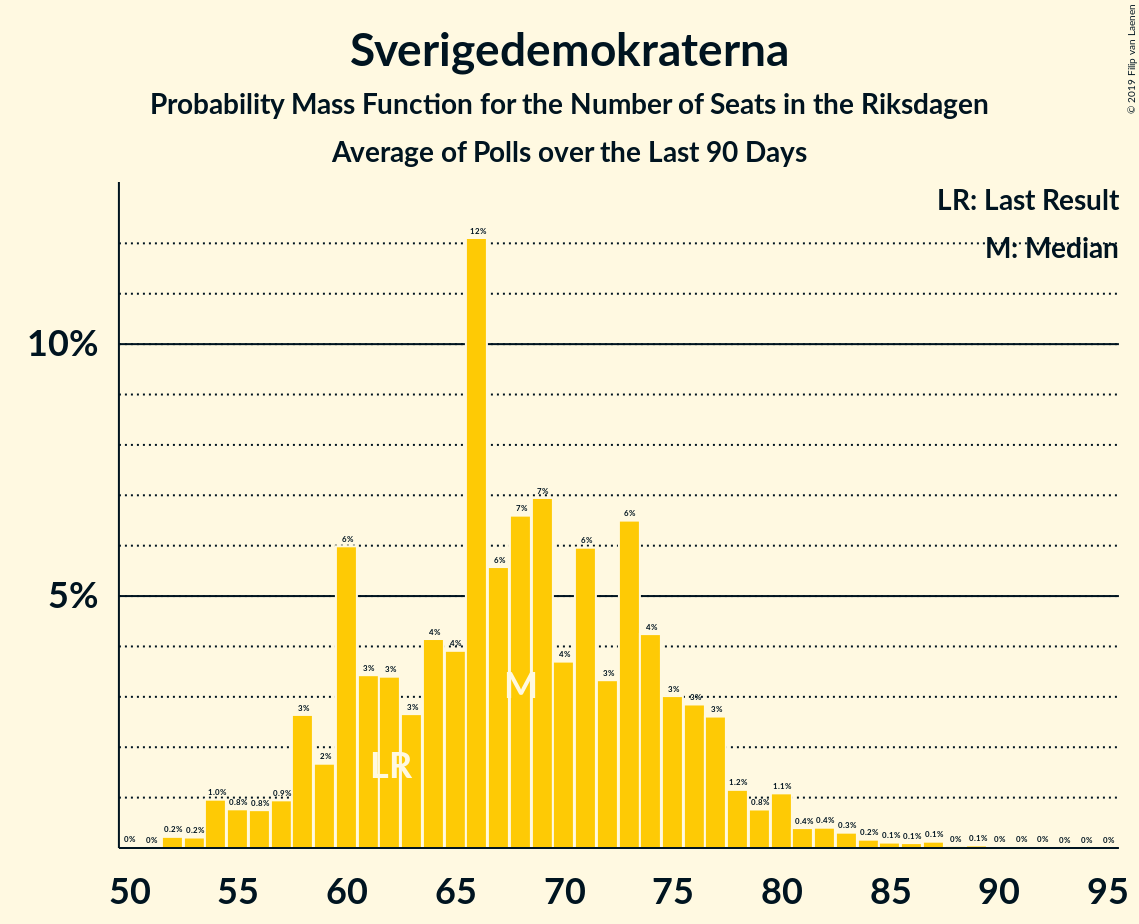 Sverigedemokraterna
Probability Mass Function for the Number of Seats in the Riksdagen
Average of Polls over the Last 90 Days
© 2019 Filip van Laenen
LR: Last Result
M: Median
10%
5%
0% 0% 0.2% 0.2% 1.0% 0.8% 0.8% 0.9% 3% 2% 6% 3% 3% 3% 4% 4% 12% 6% 7% 7% 4% 6% 3% 6% 4% 3% 3% 3% 1.2% 0.8% 1.1% 0.4% 0.4% 0.3% 0.2% 0.1% 0.1% 0.1% 0% 0.1% 0% 0% 0% 0% 0% 0%
M
LR
50 55 60 65 70 75 80 85 90 95